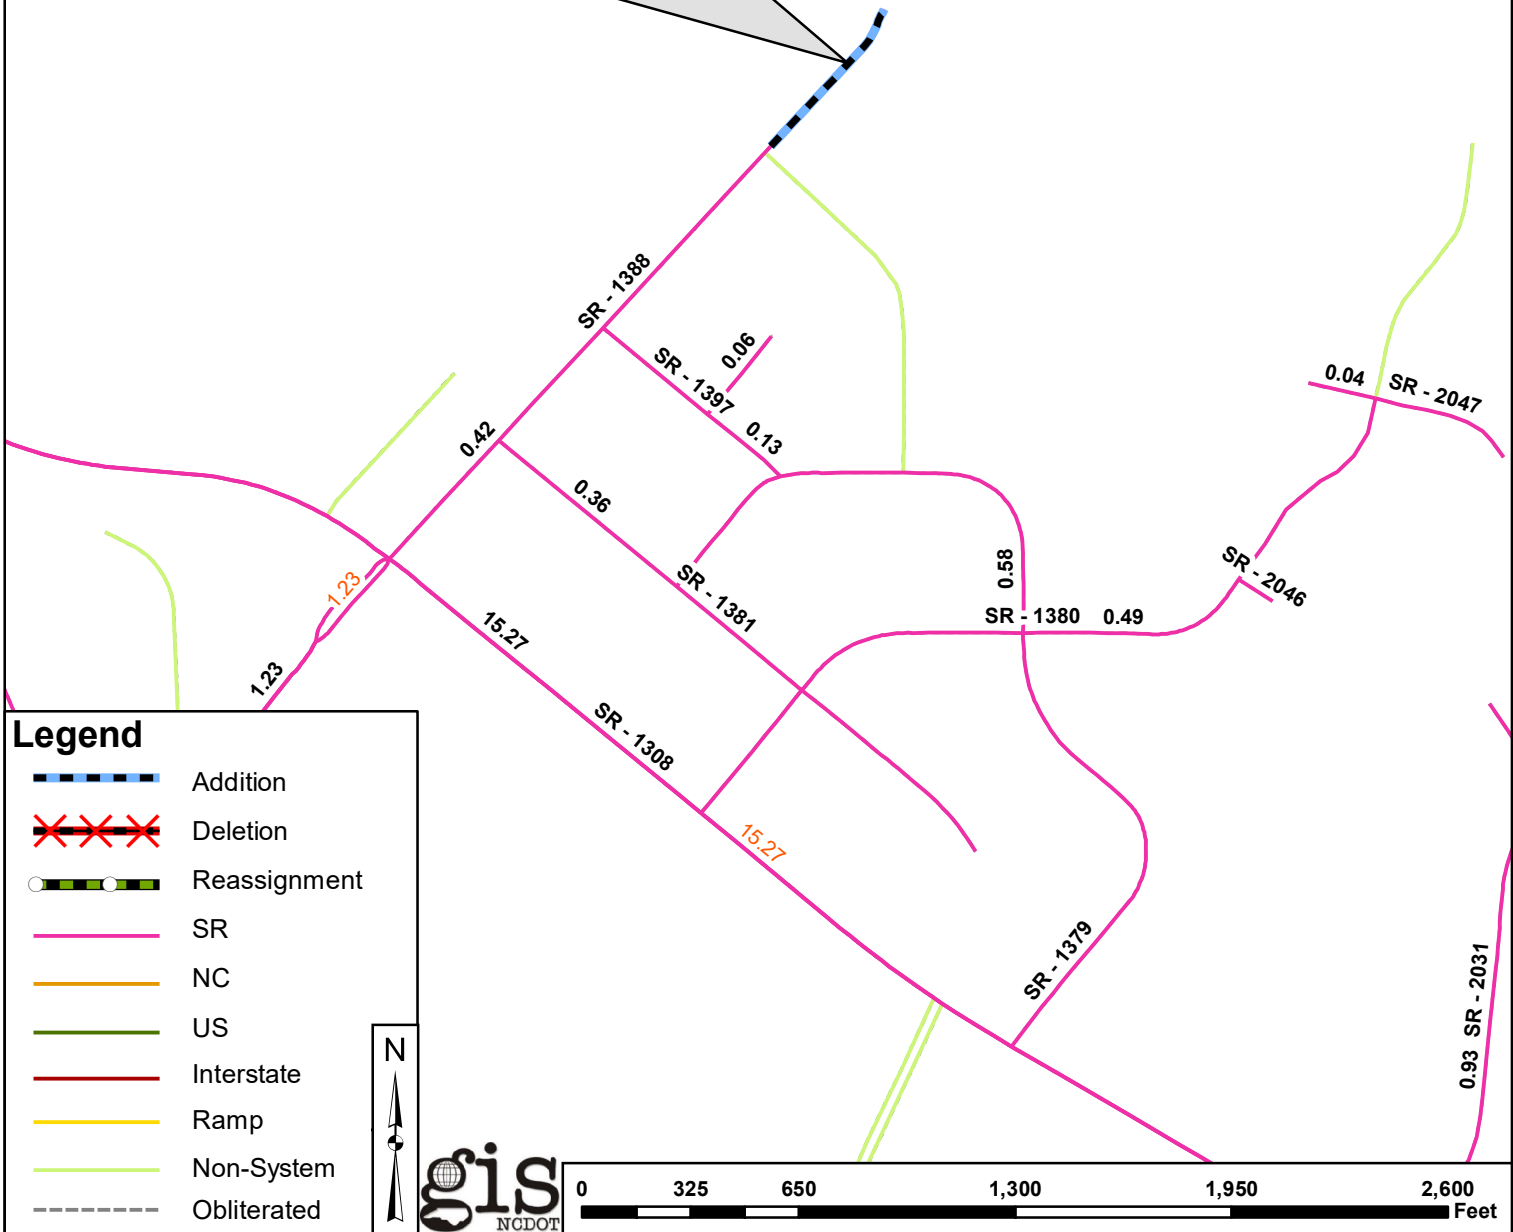 SR - 1388
0.06
SR - 1397
0.13
0.04
SR - 2047
0.42
0.36
0.58
SR - 2046
SR - 1381
SR - 1380
0.49
1.23
15.27
1.23
SR - 1308
15.27
SR - 1379
SR - 2031
0.93
Legend
Addition
Deletion
Reassignment
SR
NC
US
Interstate
Ramp
Non-System
Obliterated
N
gis
NCDOT
0 325 650 1,300 1,950 2,600
Feet